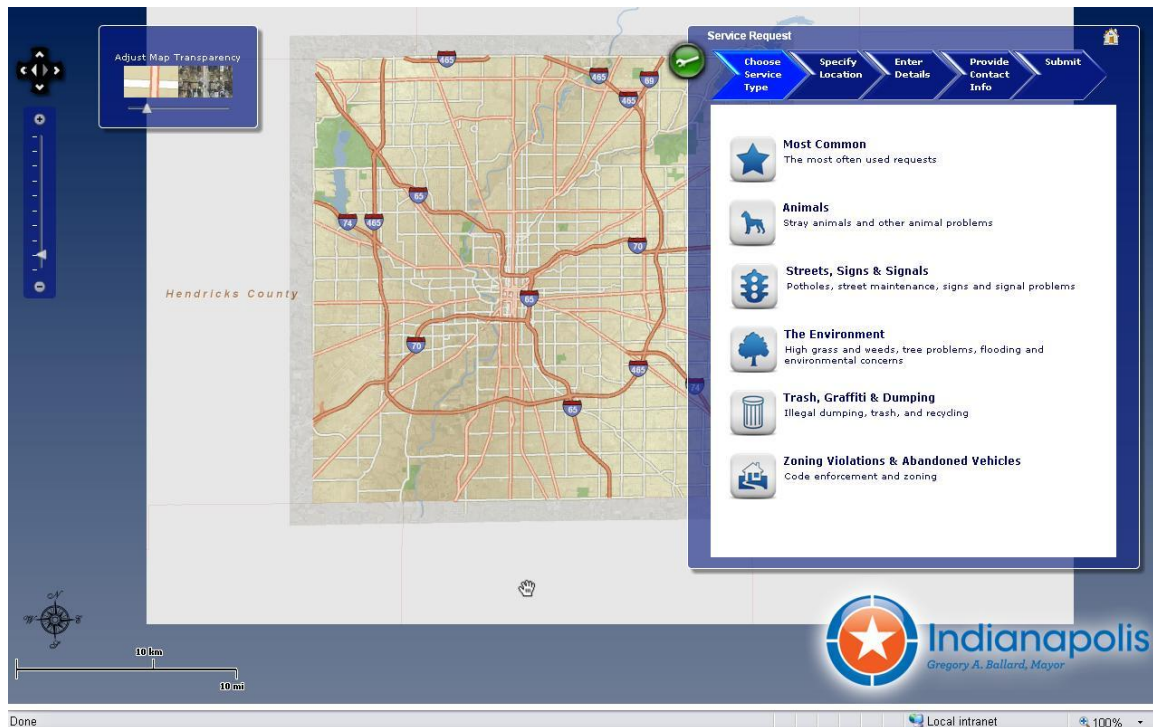 Adjust Map Transparency
Service Request
Choose
Service
Type
Specify
Location
Enter
Details
Provide
Contact
Info
Submit
Most Common
The most often used requests
Animals
Stray animals and other animal problems
Streets, Signs & Signals
Potholes, street maintenance, signs and signal problems
The Environment
High grass and weeds, tree problems, flooding and
environmental concerns
Trash, Graffiti & Dumping
Illegal dumping, trash, and recycling
Zoning Violations & Abandoned Vehicles
Code enforcement and zoning
465
465
69
465
65
74
465
70
Hendricks County
65
70
465
74
65
N
W
E
S
10 km
10 mi
Indianapolis
Gregory A. Ballard, Mayor
Done
Local intranet
100%